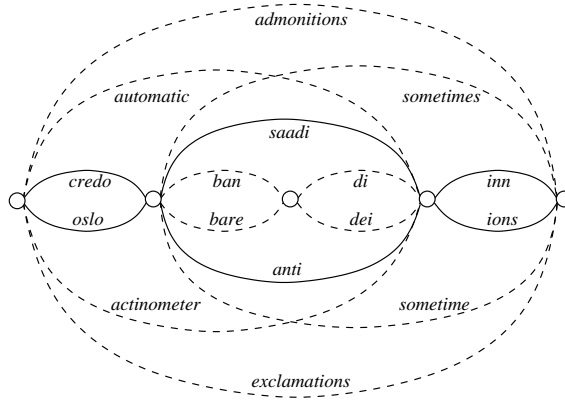 admonitions
automatic sometimes
saadi
credo ban di inn
oslo bare dei ions
anti
actinometer sometime
exclamations